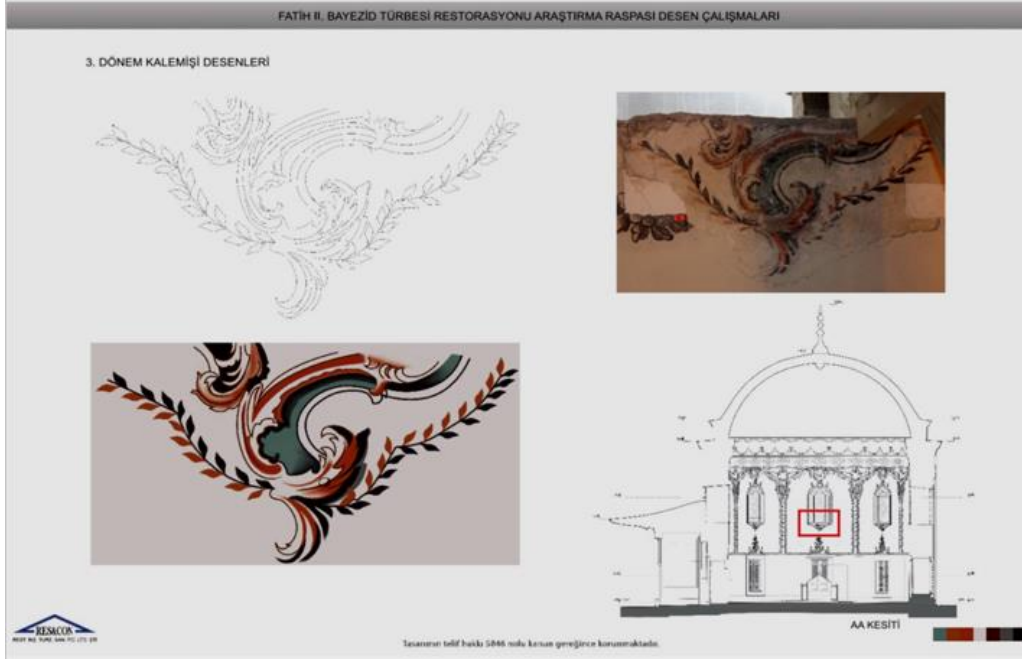 FATİH II. BAYEZİD TÜRBESİ RESTORASYONU ARAŞTIRMA RASPASI DESEN ÇALIŞMALARI
3. DÖNEM KALEMİŞİ DESENLERİ
AA KESİTİ
RESACON
Tasarımın telif hakkı 5846 nolu kanun gereğince korunmaktadır.